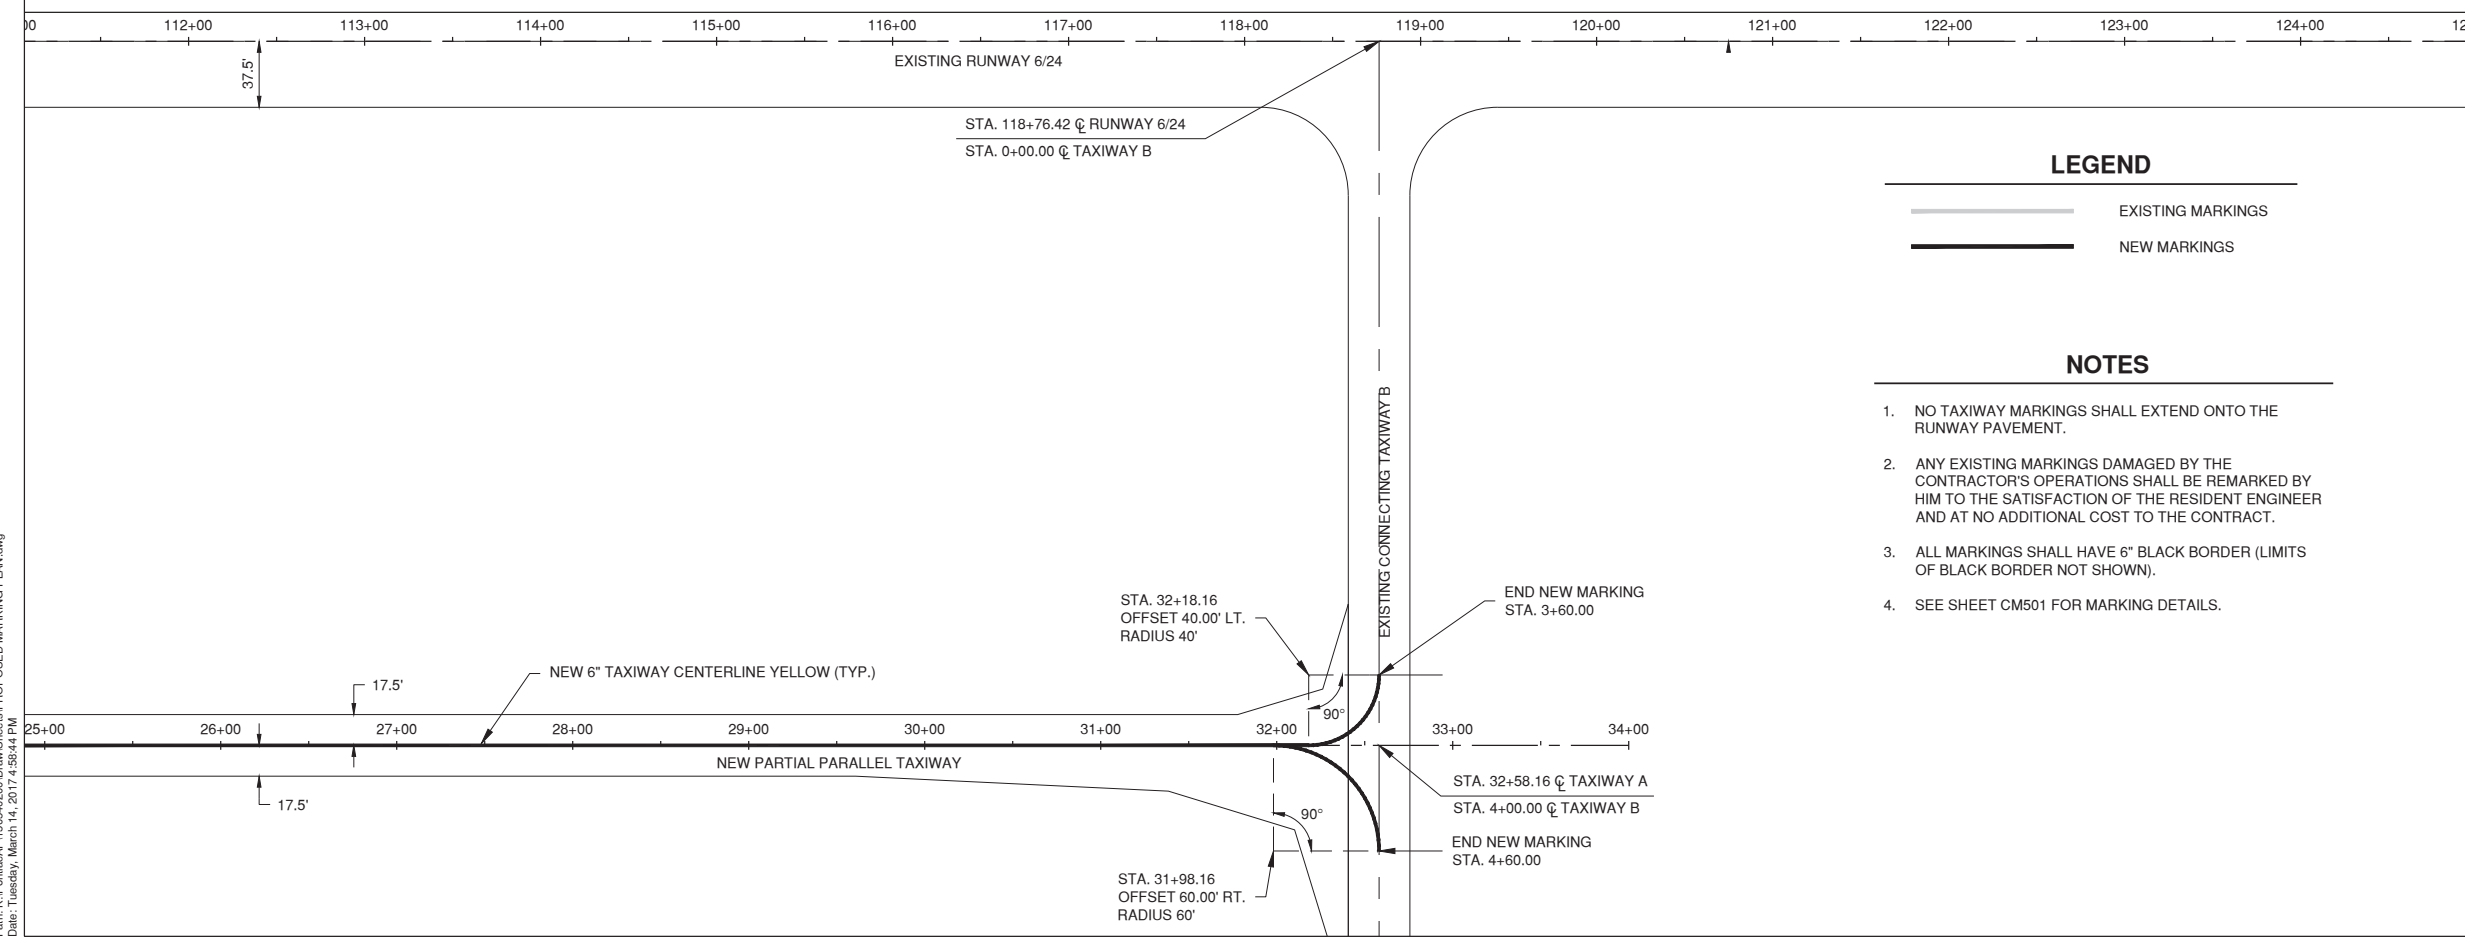 112+00 113+00 114+00 115+00 116+00 117+00 118+00 119+00 120+00 121+00 122+00 123+00 124+00
37.5'
EXISTING RUNWAY 6/24
STA. 118+76.42 ℄ RUNWAY 6/24
STA. 0+00.00 ℄ TAXIWAY B
LEGEND
EXISTING MARKINGS
NEW MARKINGS
NOTES
1. NO TAXIWAY MARKINGS SHALL EXTEND ONTO THE
RUNWAY PAVEMENT.
2. ANY EXISTING MARKINGS DAMAGED BY THE
CONTRACTOR'S OPERATIONS SHALL BE REMARKED BY
HIM TO THE SATISFACTION OF THE RESIDENT ENGINEER
AND AT NO ADDITIONAL COST TO THE CONTRACT.
3. ALL MARKINGS SHALL HAVE 6" BLACK BORDER (LIMITS
OF BLACK BORDER NOT SHOWN).
4. SEE SHEET CM501 FOR MARKING DETAILS.
EXISTING CONNECTING TAXIWAY B
STA. 32+18.16
OFFSET 40.00' LT.
RADIUS 40'
END NEW MARKING
STA. 3+60.00
NEW 6" TAXIWAY CENTERLINE YELLOW (TYP.)
17.5'
90°
25+00 26+00 27+00 28+00 29+00 30+00 31+00 32+00 33+00 34+00
NEW PARTIAL PARALLEL TAXIWAY
17.5'
STA. 32+58.16 ℄ TAXIWAY A
STA. 4+00.00 ℄ TAXIWAY B
90°
END NEW MARKING
STA. 4+60.00
STA. 31+98.16
OFFSET 60.00' RT.
RADIUS 60'
Date: Tuesday, March 14, 2017 4:58:44 PM